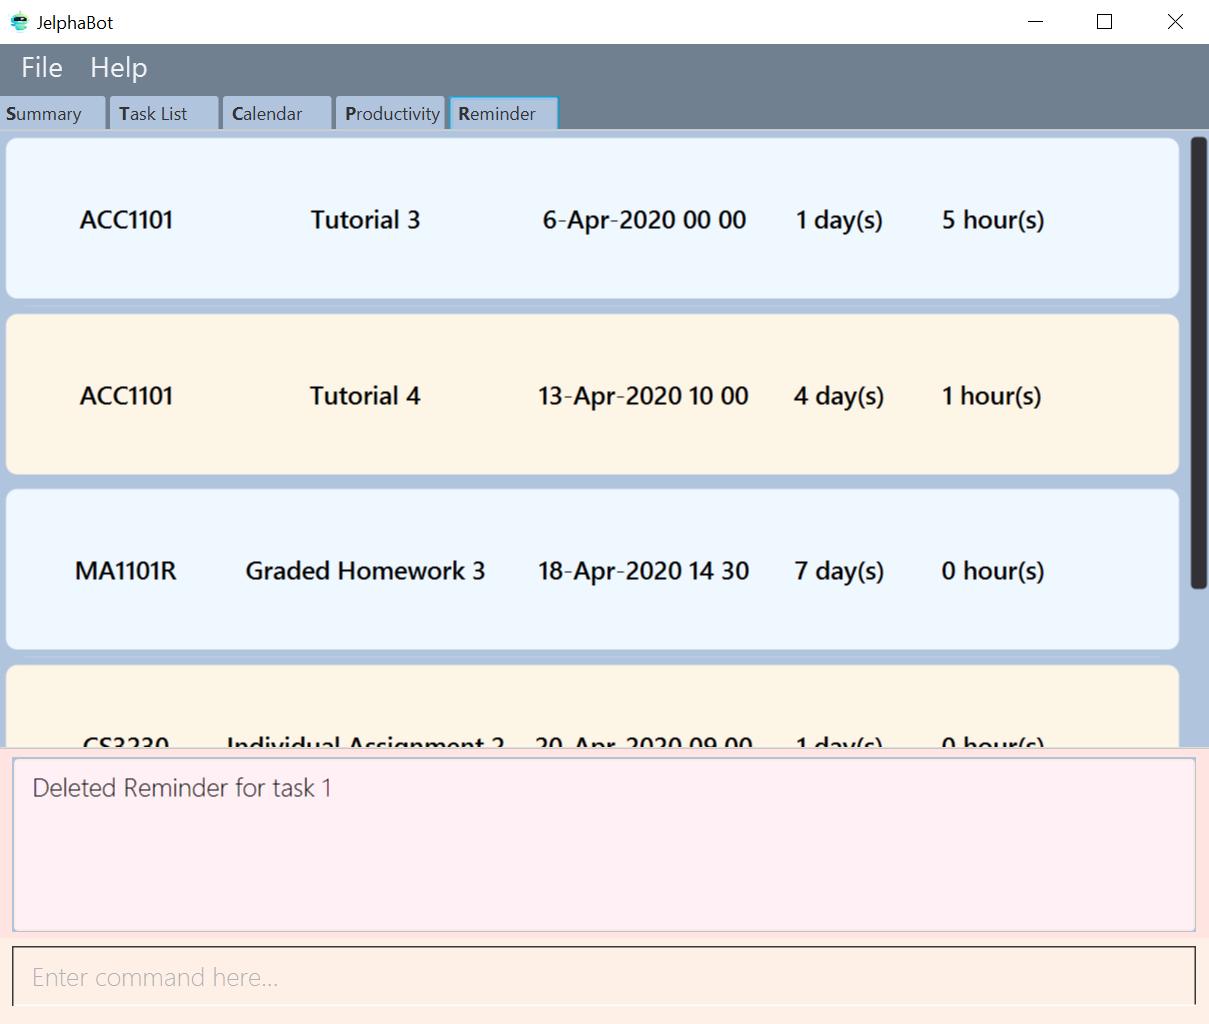 JelphaBot
File Help
Summary Task List Calendar Productivity Reminder
ACC1101 Tutorial 3 6-Apr-2020 00 00 1 day(s) 5 hour(s)
ACC1101 Tutorial 4 13-Apr-2020 10 00 4 day(s) 1 hour(s)
MA1101R Graded Homework 3 18-Apr-2020 14 30 7 day(s) 0 hour(s)
CS3230 Individual Assignment 2 20-Apr-2020 09 00 1 day(s) 0 hour(s)
Deleted Reminder for task 1
Enter command here...